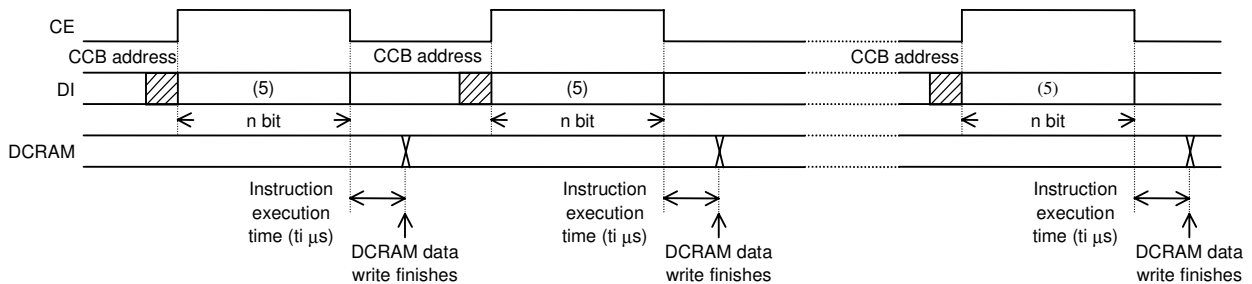 CE
CCB address
CCB address
CCB address
DI
(5)
(5)
(5)
n bit
n bit
n bit
DCRAM
Instruction
execution
time (ti µs)
Instruction
execution
time (ti µs)
Instruction
execution
time (ti µs)
DCRAM data
write finishes
DCRAM data
write finishes
DCRAM data
write finishes